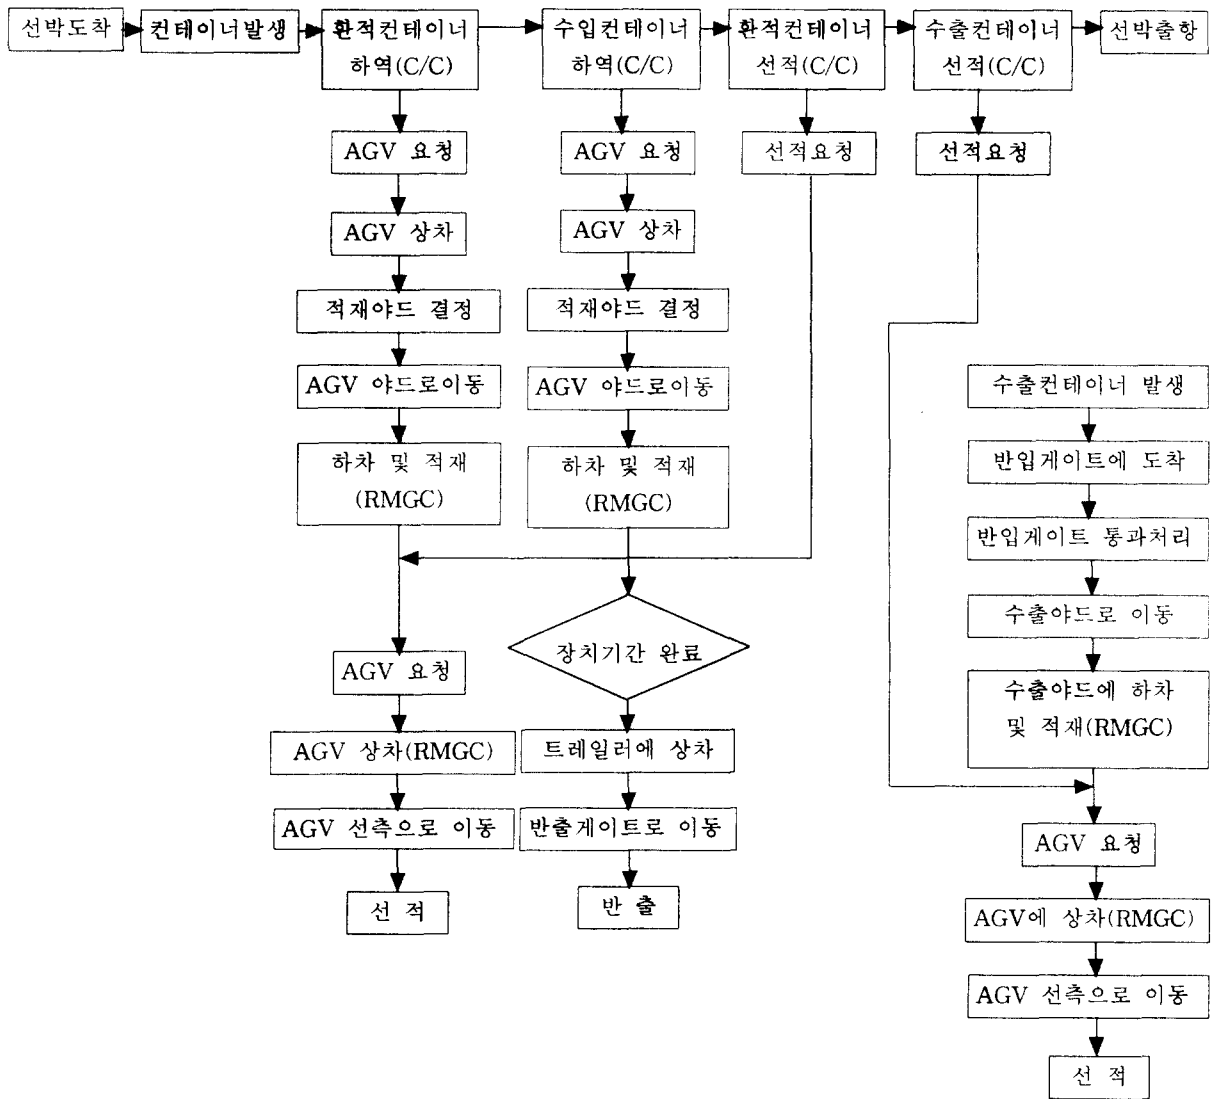 선박도착
컨테이너발생
환적컨테이너
하역(C/C)
수입컨테이너
하역(C/C)
환적컨테이너
선적(C/C)
수출컨테이너
선적(C/C)
선박출항
AGV 요청
AGV 상차
적재야드 결정
AGV 야드로이동
하차 및 적재
(RMGC)
AGV 요청
AGV 상차(RMGC)
AGV 선측으로 이동
선 적
AGV 요청
AGV 상차
적재야드 결정
AGV 야드로이동
하차 및 적재
(RMGC)
장치기간 완료
트레일러에 상차
반출게이트로 이동
반 출
선적요청
선적요청
수출컨테이너 발생
반입게이트에 도착
반입게이트 통과처리
수출야드로 이동
수출야드에 하차
및 적재(RMGC)
AGV 요청
AGV에 상차(RMGC)
AGV 선측으로 이동
선 적